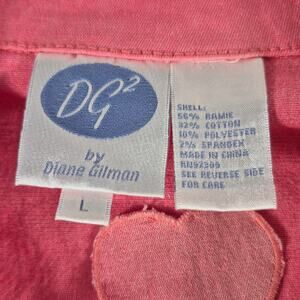 DG²
by
Diane Gilman
L
SHELL:
56% RAMIE
32% COTTON
10% POLYESTER
2% SPANDEX
MADE IN CHINA
RN92309
SEE REVERSE SIDE
FOR CARE